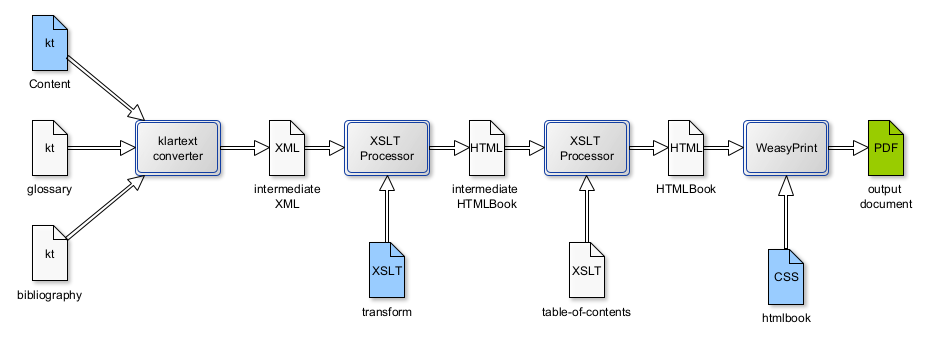 kt
Content
kt
glossary
kt
bibliography
klartext
converter
XML
intermediate
XML
XSLT
Processor
XSLT
transform
HTML
intermediate
HTMLBook
XSLT
Processor
XSLT
table-of-contents
HTML
HTMLBook
WeasyPrint
CSS
htmlbook
PDF
output
document